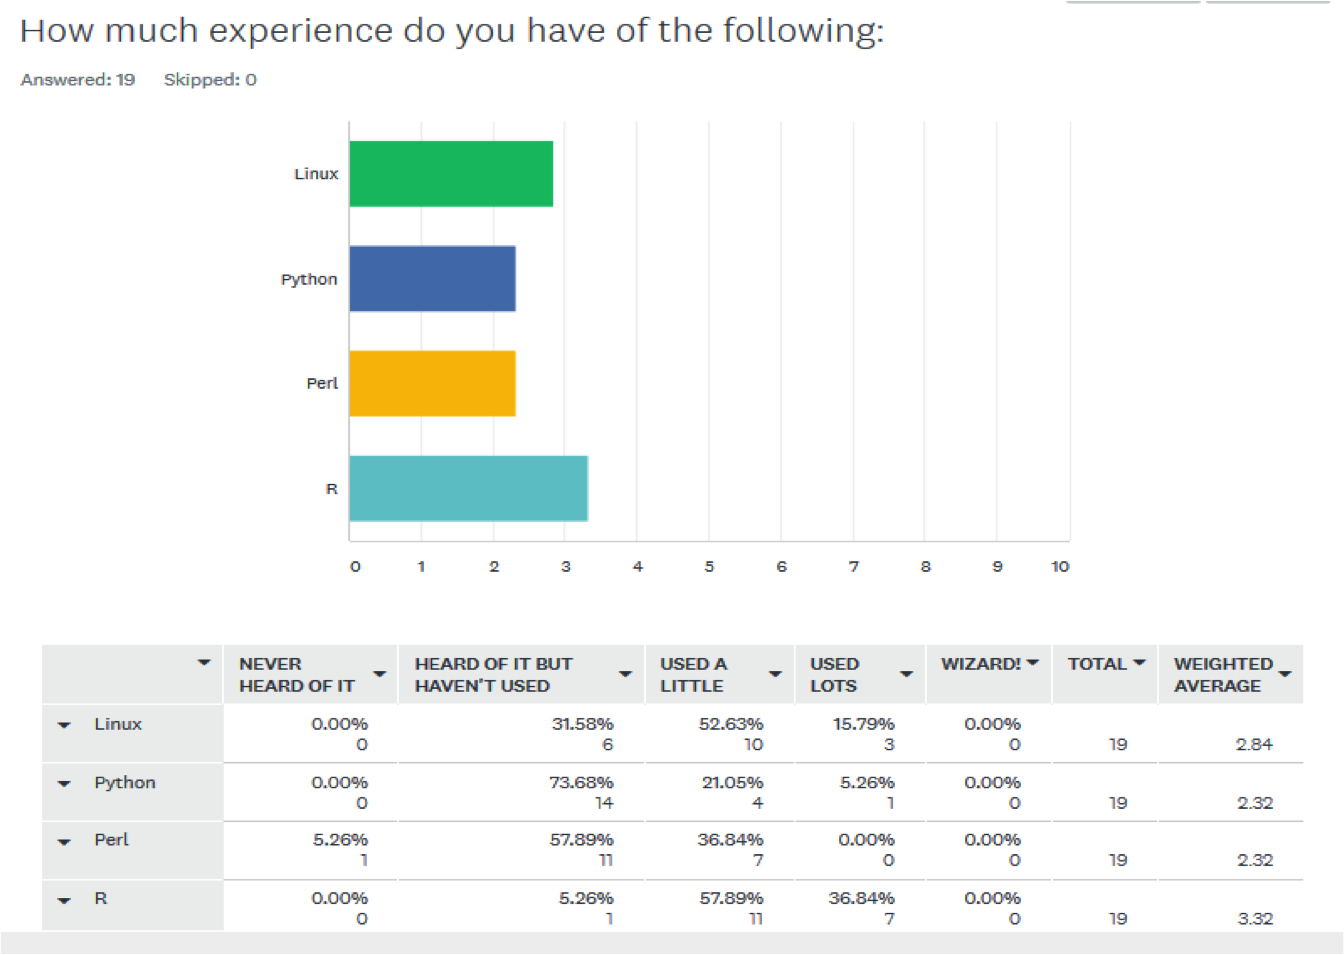 How much experience do you have of the following:
Answered: 19 Skipped: 0
Linux
Python
Perl
R
0 1 2 3 4 5 6 7 8 9 10
NEVER HEARD OF IT BUT USED A USED WIZARD! TOTAL WEIGHTED
HEARD OF IT HAVEN'T USED LITTLE LOTS AVERAGE
Linux 0.00% 31.58% 52.63% 15.79% 0.00%
0 6 10 3 0 19 2.84
Python 0.00% 73.68% 21.05% 5.26% 0.00%
0 14 4 1 0 19 2.32
Perl 5.26% 57.89% 36.84% 0.00% 0.00%
1 11 7 0 0 19 2.32
R 0.00% 5.26% 57.89% 36.84% 0.00%
0 1 11 7 0 19 3.32